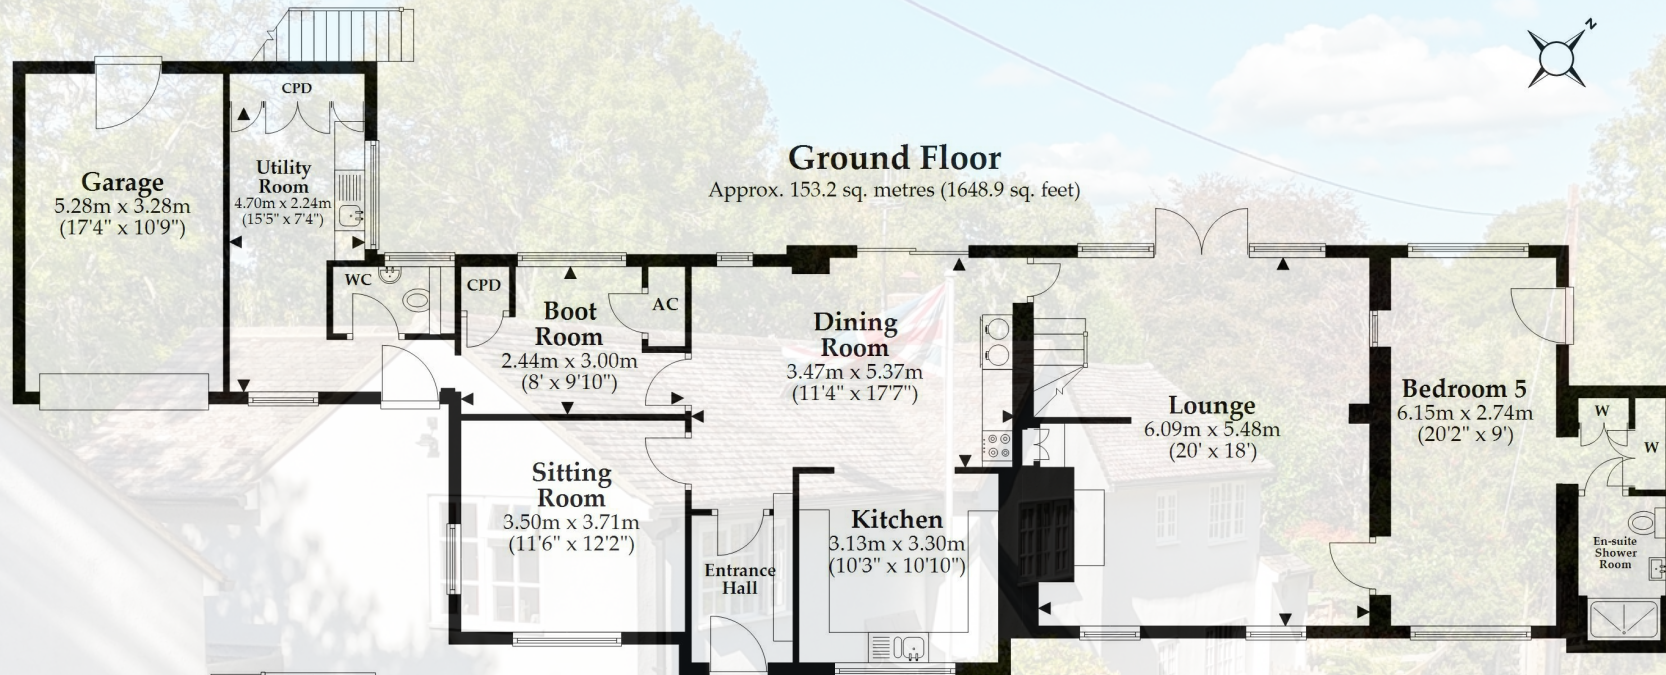 N
CPD
Ground Floor
Approx. 153.2 sq. metres (1648.9 sq. feet)
Garage
5.28m x 3.28m
(17'4" x 10'9")
Utility
Room
4.70m x 2.24m
(15'5" x 7'4")
WC
CPD
Boot
Room
2.44m x 3.00m
(8' x 9'10")
AC
Dining
Room
3.47m x 5.37m
(11'4" x 17'7")
Lounge
6.09m x 5.48m
(20' x 18')
Bedroom 5
6.15m x 2.74m
(20'2" x 9')
W
W
Sitting
Room
3.50m x 3.71m
(11'6" x 12'2")
Entrance
Hall
Kitchen
3.13m x 3.30m
(10'3" x 10'10")
En-suite
Shower
Room